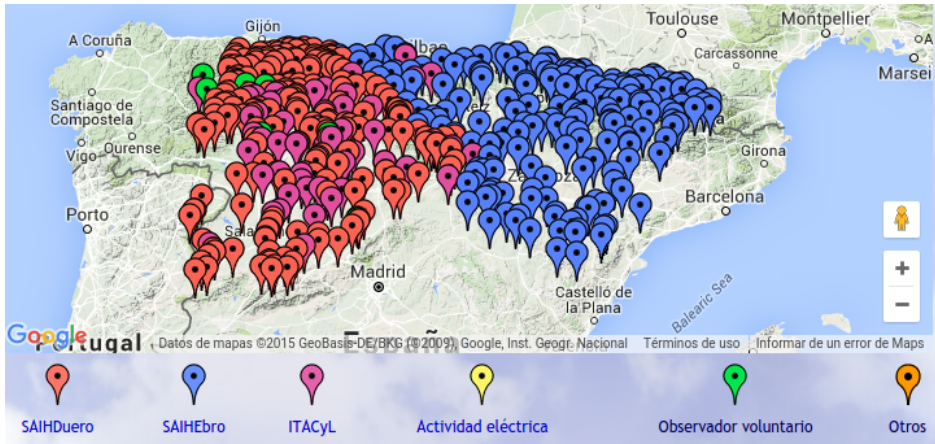 Gijón
Toulouse
Montpellier
A Coruña
Carcassonne
Marsei
Santiago de
Compostela
Vigo
Ourense
Girona
Barcelona
Porto
Madrid
Castelló de
la Plana
Balearic Sea
Google
Portugal
España
Datos de mapas ©2015 GeoBasis-DE/BKG (©2009), Google, Inst. Geogr. Nacional
Términos de uso
Informar de un error de Maps
SAIHDuero
SAIHEbro
ITACyL
Actividad eléctrica
Observador voluntario
Otros